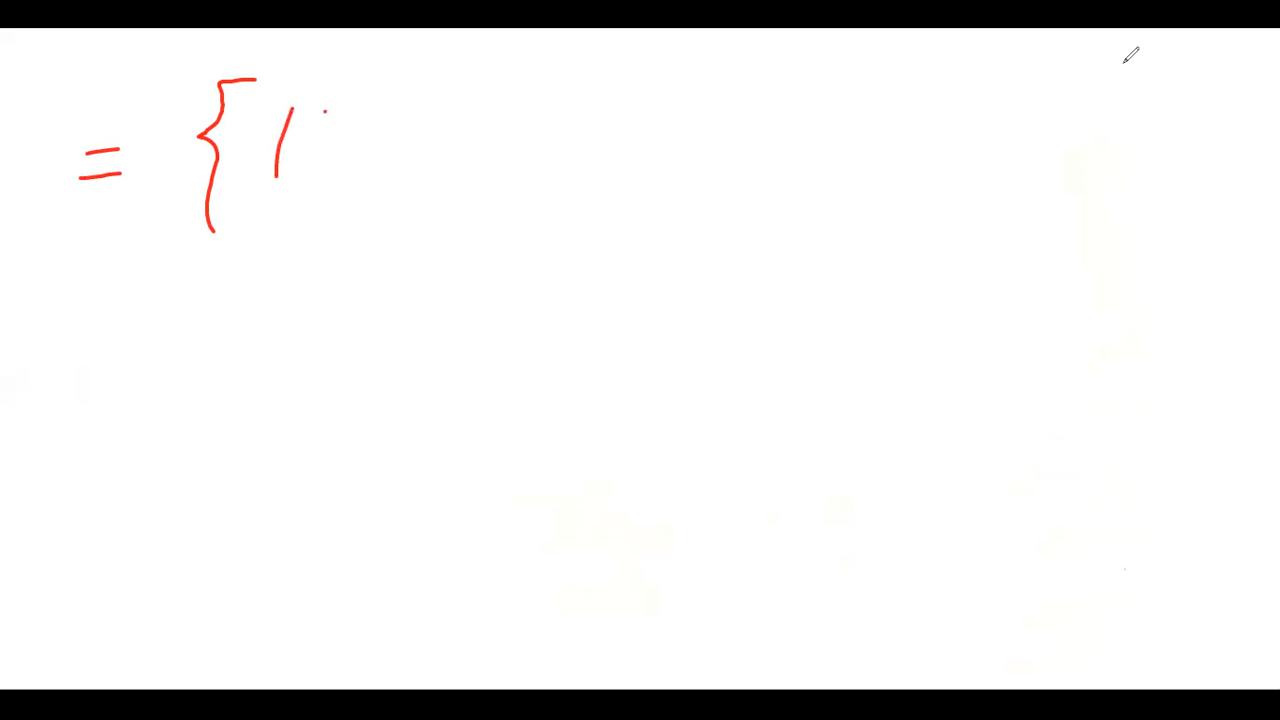 = { 1